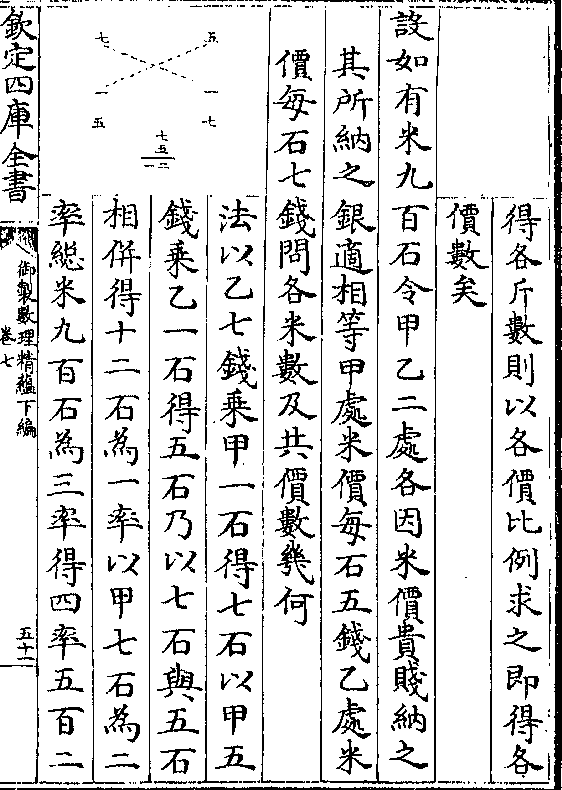 得各斤數則以各價比例求之即得各
價數矣
設如有米九百石令甲乙二處各因米價貴賤納之
其所納之銀適相等甲處米價每石五錢乙處米
價每石七錢問各米數及共價數幾何
法以乙七錢乘甲一石得七石以甲五
錢乘乙一石得五石乃以七石與五石
相併得十二石為一率以甲七石為二
率總米九百石為三率得四率五百二
五 一 七
七 一 五
七五
一二
欽定四庫全書
御製數理精蘊下編
卷七
五十二